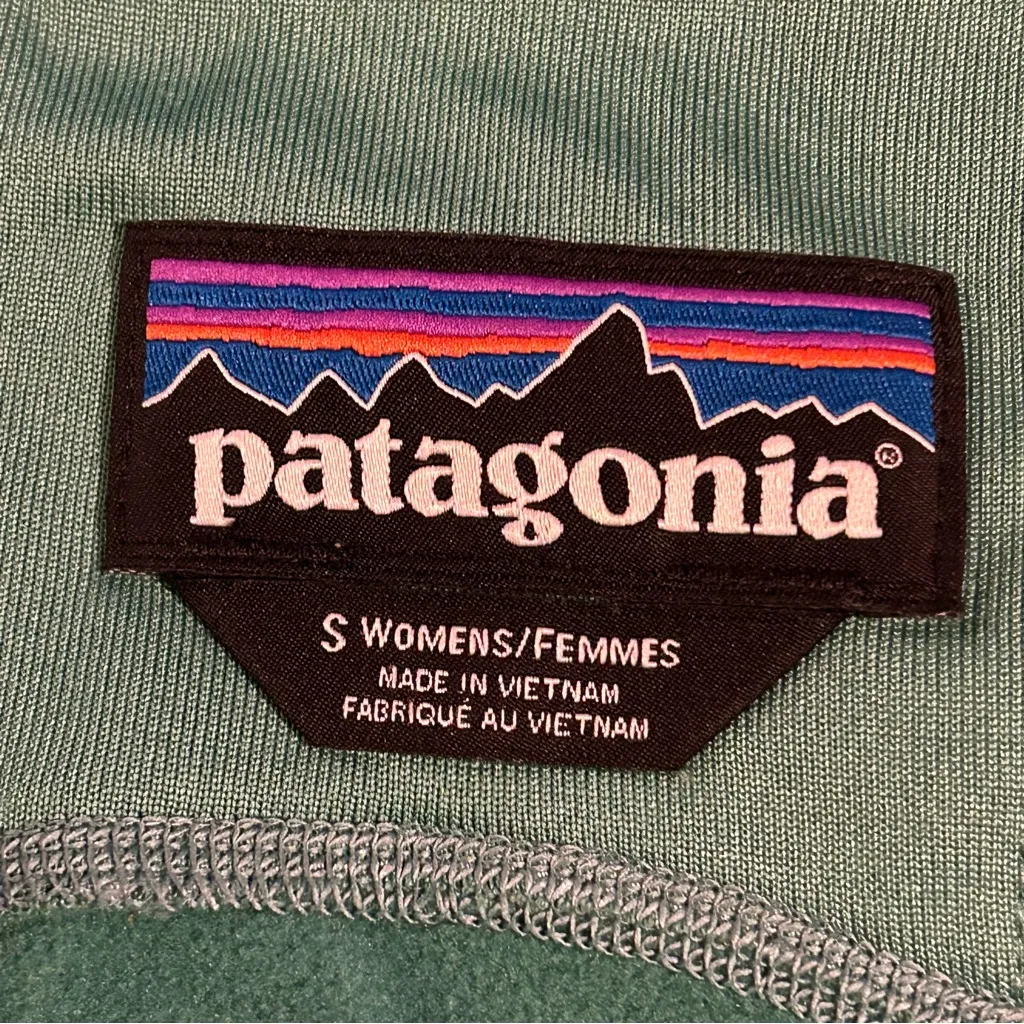 patagonia®
S WOMENS/FEMMES
MADE IN VIETNAM
FABRIQUÉ AU VIETNAM